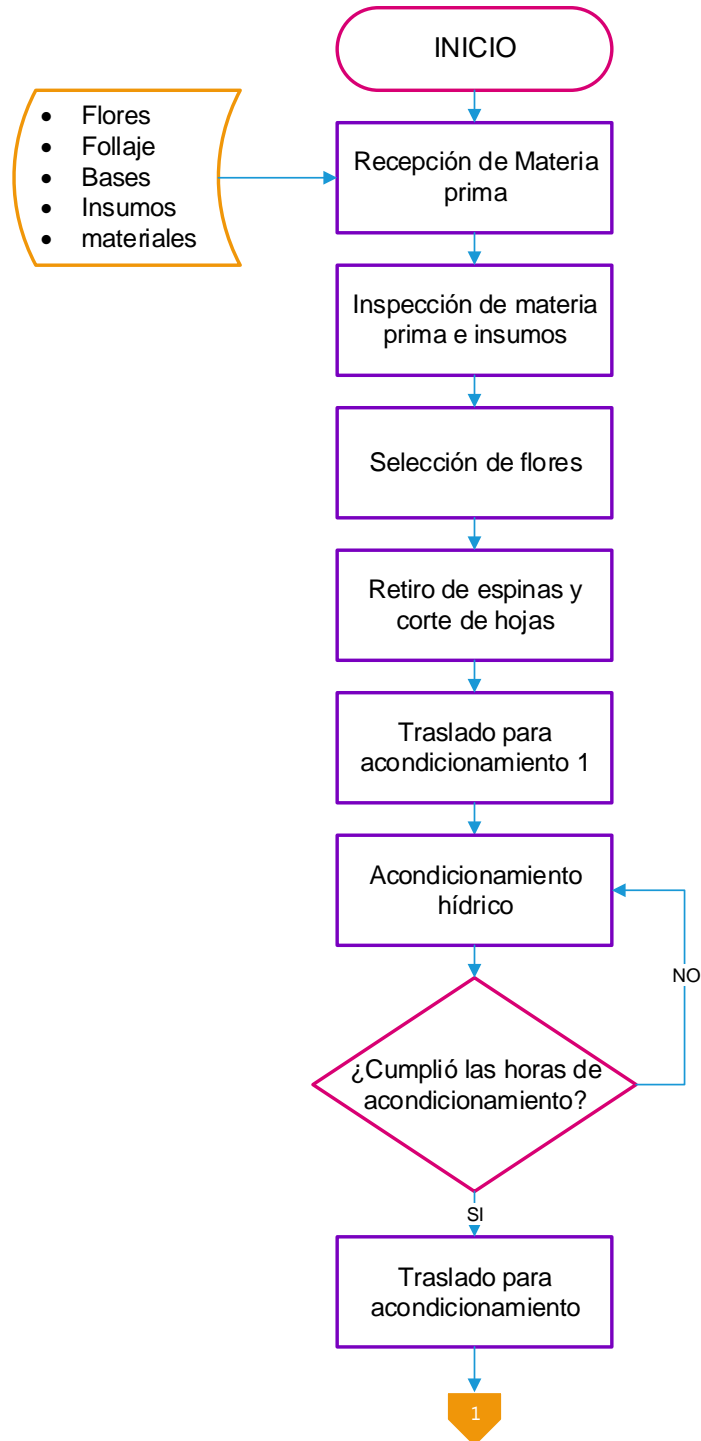 INICIO
• Flores
• Follaje
• Bases
• Insumos
• materiales
Recepción de Materia
prima
Inspección de materia
prima e insumos
Selección de flores
Retiro de espinas y
corte de hojas
Traslado para
acondicionamiento 1
Acondicionamiento
hídrico
NO
¿Cumplió las horas de
acondicionamiento?
SI
Traslado para
acondicionamiento
1